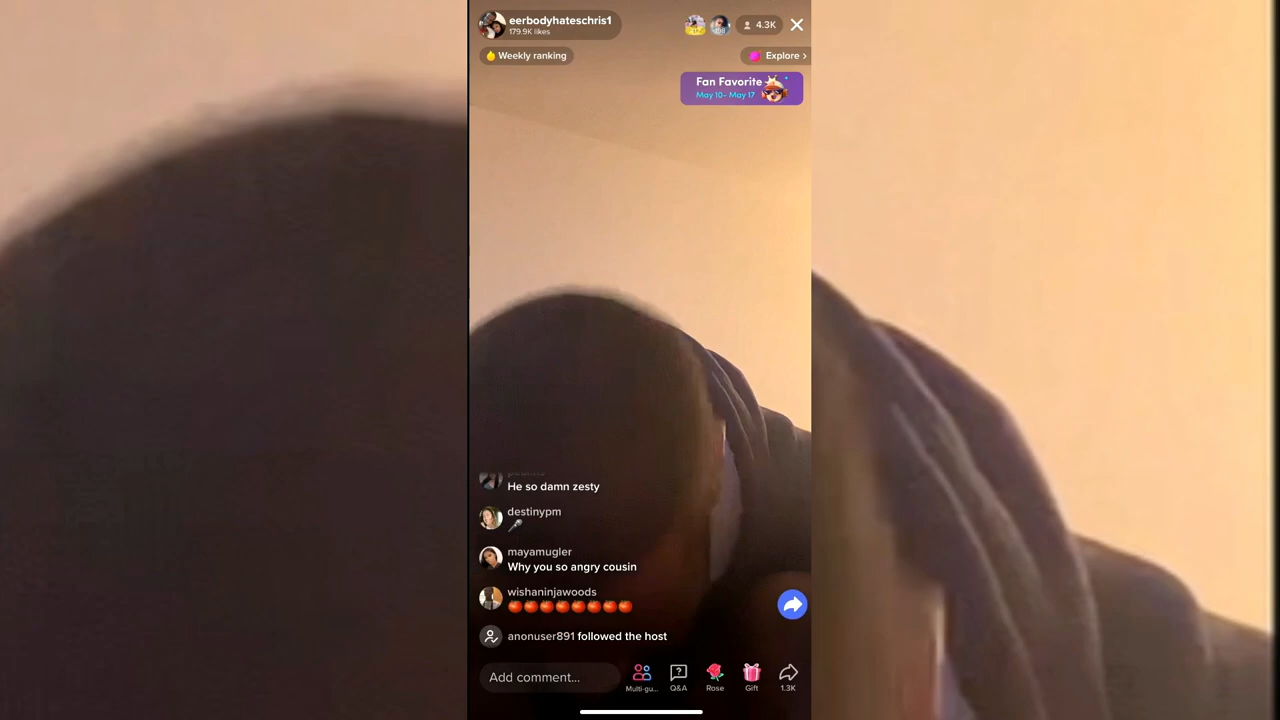 eerbodyhateschris1
179.9K likes
4.3K
Weekly ranking
Explore ›
Fan Favorite
May 10- May 17
He so damn zesty
destinypm
🎤
mayamugler
Why you so angry cousin
wishaninjawoods
🍅🍅🍅🍅🍅🍅🍅🍅
anonuser891 followed the host
Add comment...
Multi-gu...
Q&A
Rose
Gift
1.3K